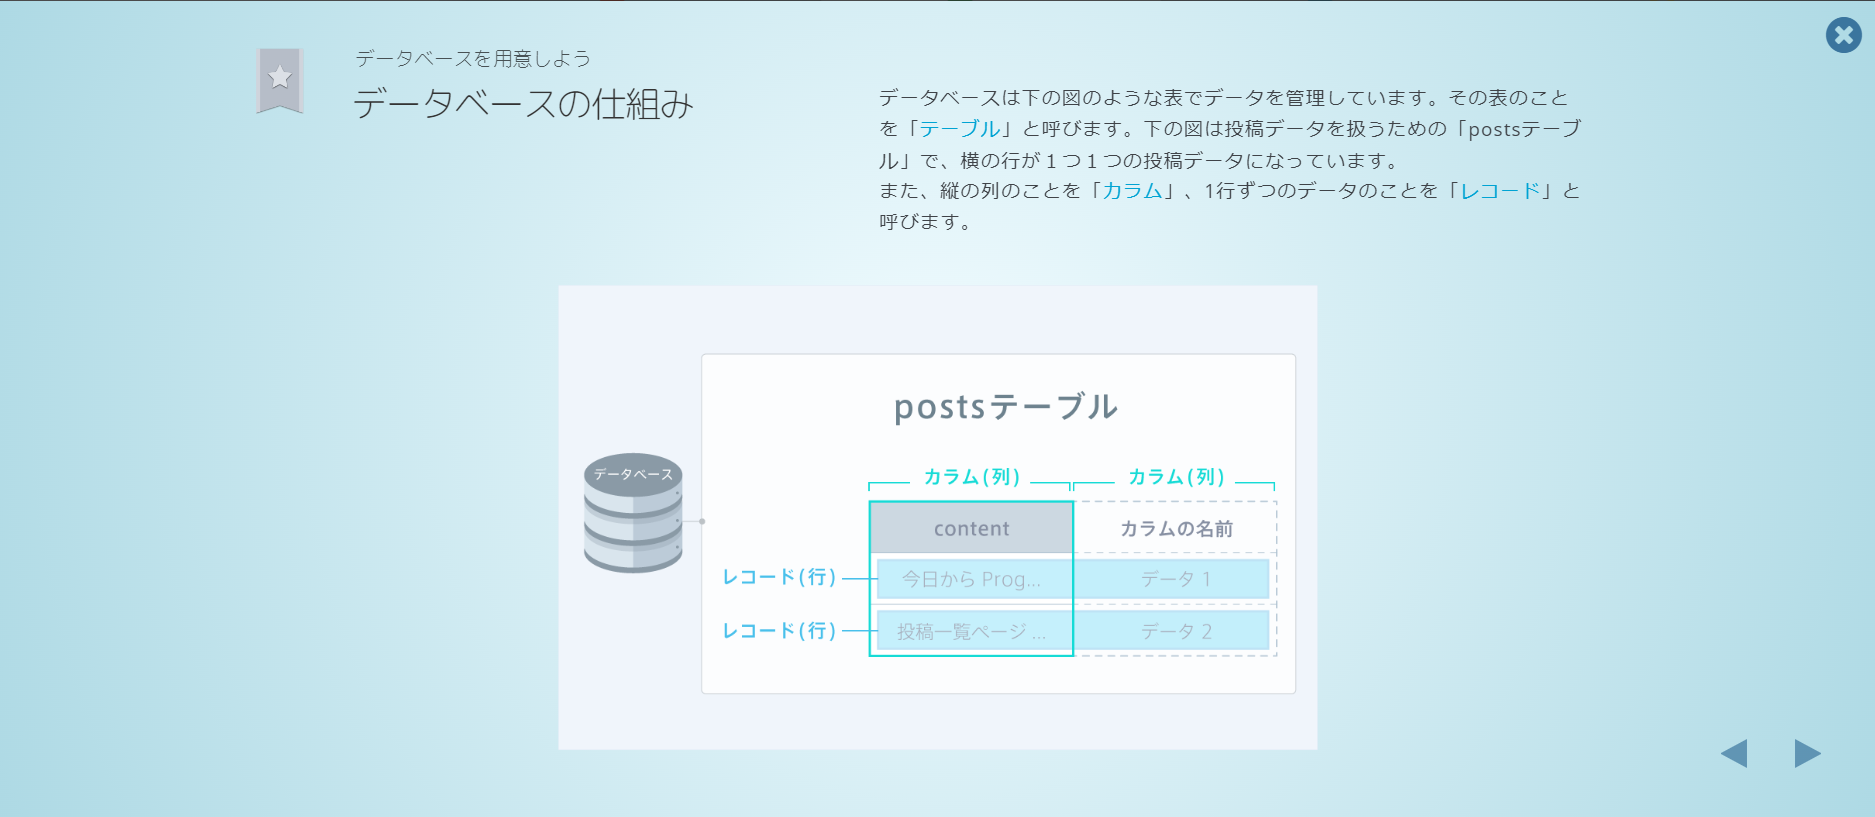 データベースを用意しよう
データベースの仕組み
データベースは下の図のような表でデータを管理しています。その表のこと
を「テーブル」と呼びます。下の図は投稿データを扱うための「postsテーブ
ル」で、横の行が１つ１つの投稿データになっています。
また、縦の列のことを「カラム」、1行ずつのデータのことを「レコード」と
呼びます。
postsテーブル
データベース
カラム(列) カラム(列)
content カラムの名前
レコード(行) 今日から Prog... データ 1
レコード(行) 投稿一覧ページ ... データ 2